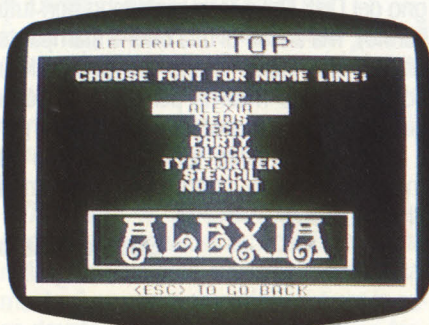 LETTERHEAD: TOP
CHOOSE FONT FOR NAME LINE:
RSVP
ALEXIA
NEWS
TECH
PARTY
BLOCK
TYPEWRITER
STENCIL
NO FONT
ALEXIA
<ESC> TO GO BACK